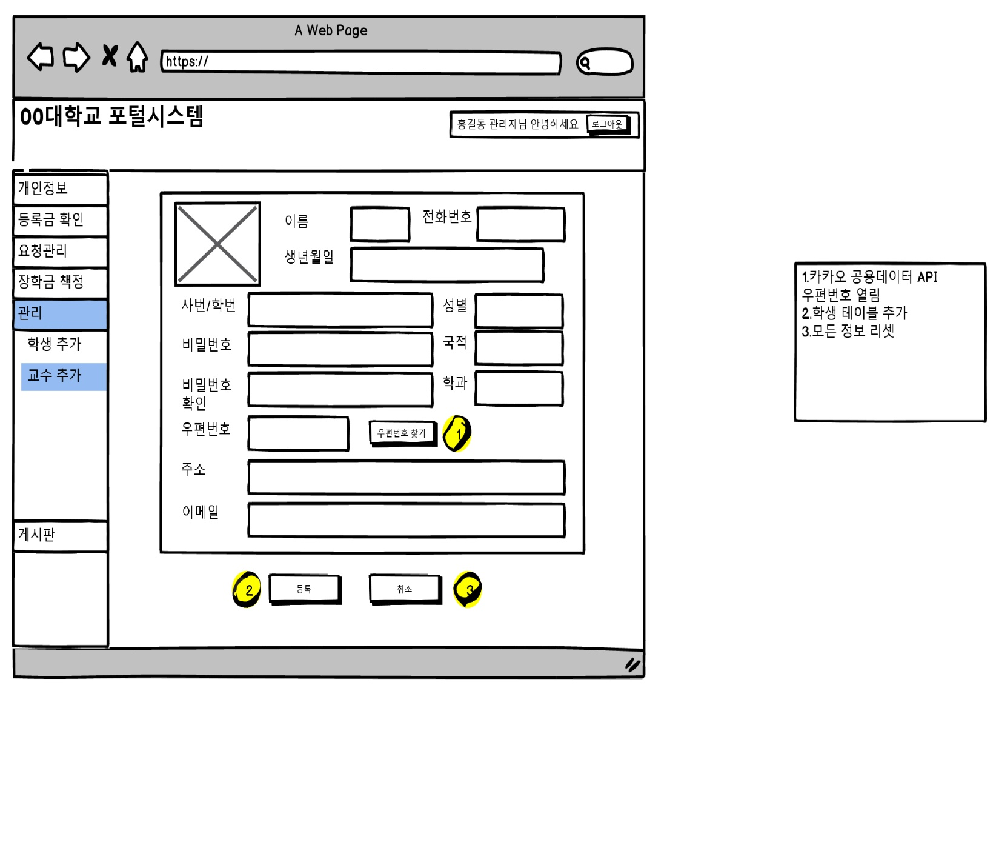 A Web Page
https://
00대학교 포털시스템
홍길동 관리자님 안녕하세요
로그아웃
개인정보
등록금 확인
요청관리
장학금 책정
관리
학생 추가
교수 추가
게시판
이름
전화번호
생년월일
사번/학번
성별
비밀번호
국적
비밀번호
확인
학과
우편번호
우편번호 찾기
1
주소
이메일
2
등록
취소
3
1.카카오 공용데이터 API
우편번호 열림
2.학생 테이블 추가
3.모든 정보 리셋